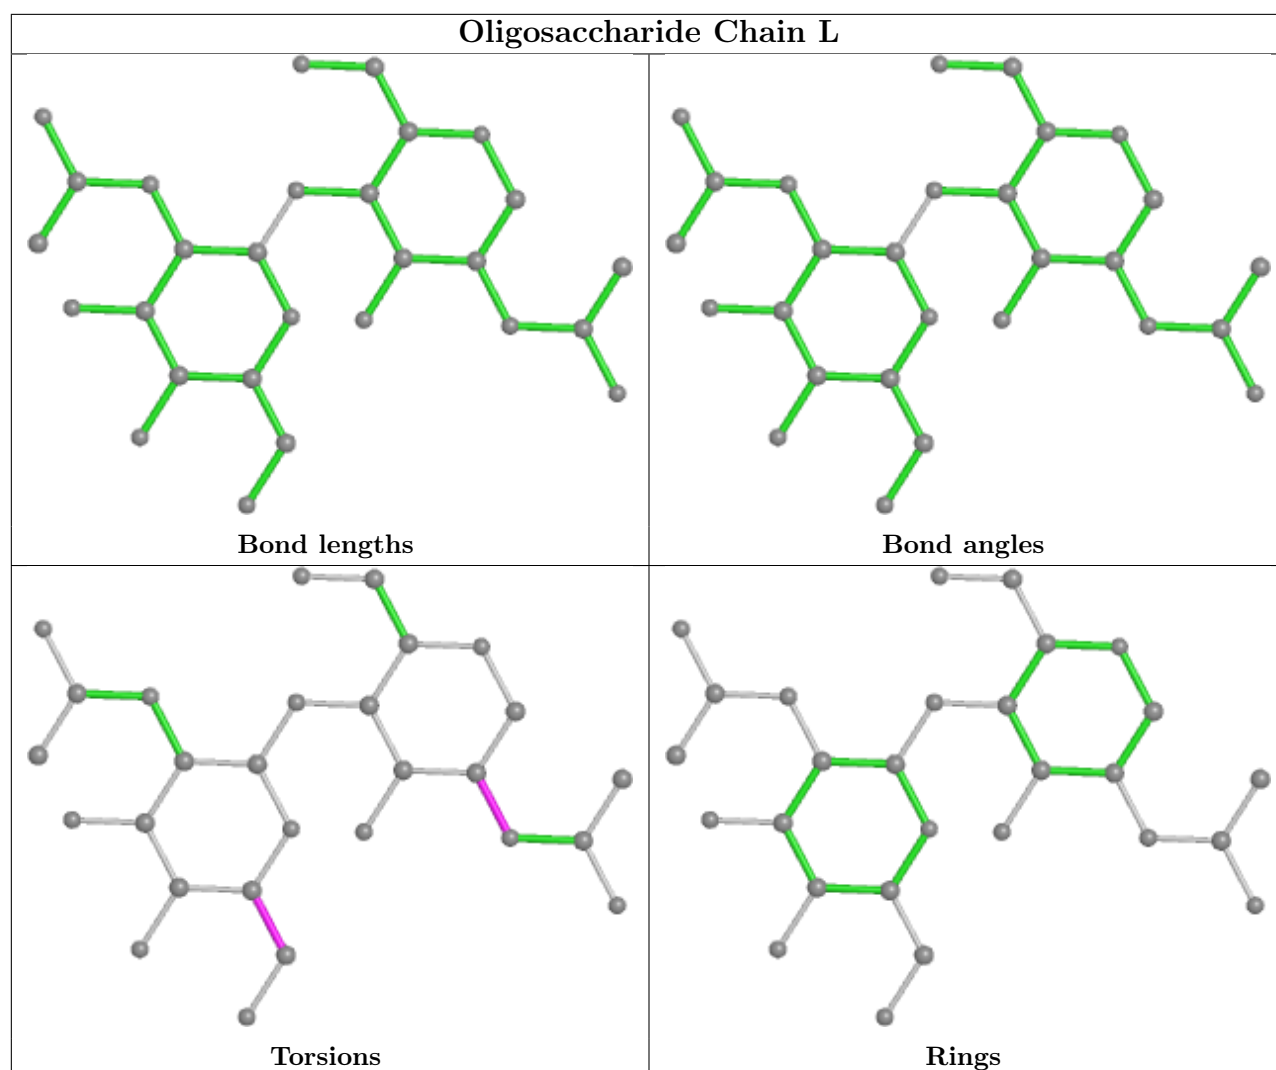 Oligosaccharide Chain L
Bond lengths
Bond angles
Torsions
Rings